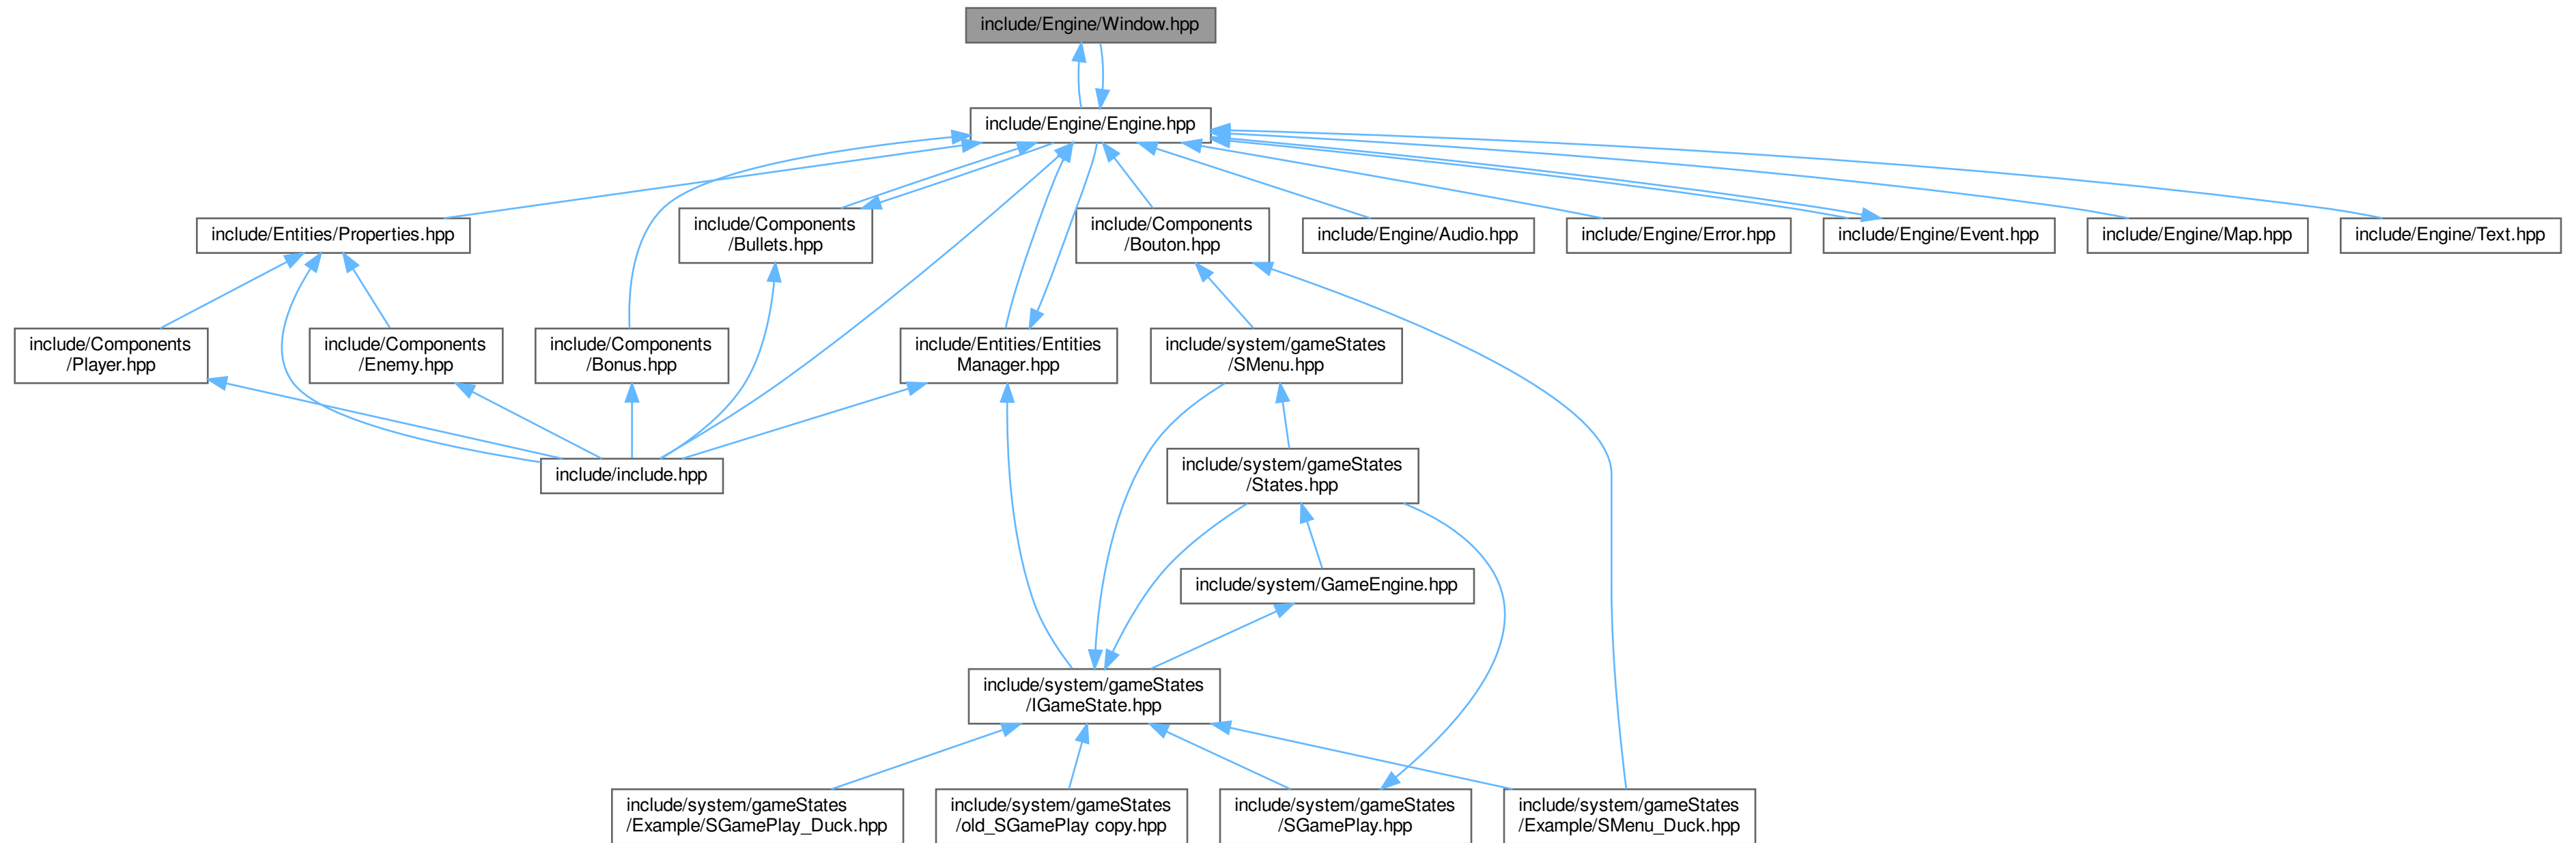 include/Engine/Window.hpp
include/Engine/Engine.hpp
include/Entities/Properties.hpp
include/Components
/Bullets.hpp
include/Components
/Bouton.hpp
include/Engine/Audio.hpp
include/Engine/Error.hpp
include/Engine/Event.hpp
include/Engine/Map.hpp
include/Engine/Text.hpp
include/Components
/Player.hpp
include/Components
/Enemy.hpp
include/Components
/Bonus.hpp
include/Entities/Entities
Manager.hpp
include/system/gameStates
/SMenu.hpp
include/include.hpp
include/system/gameStates
/States.hpp
include/system/GameEngine.hpp
include/system/gameStates
/IGameState.hpp
include/system/gameStates
/Example/SGamePlay_Duck.hpp
include/system/gameStates
/old_SGamePlay copy.hpp
include/system/gameStates
/SGamePlay.hpp
include/system/gameStates
/Example/SMenu_Duck.hpp